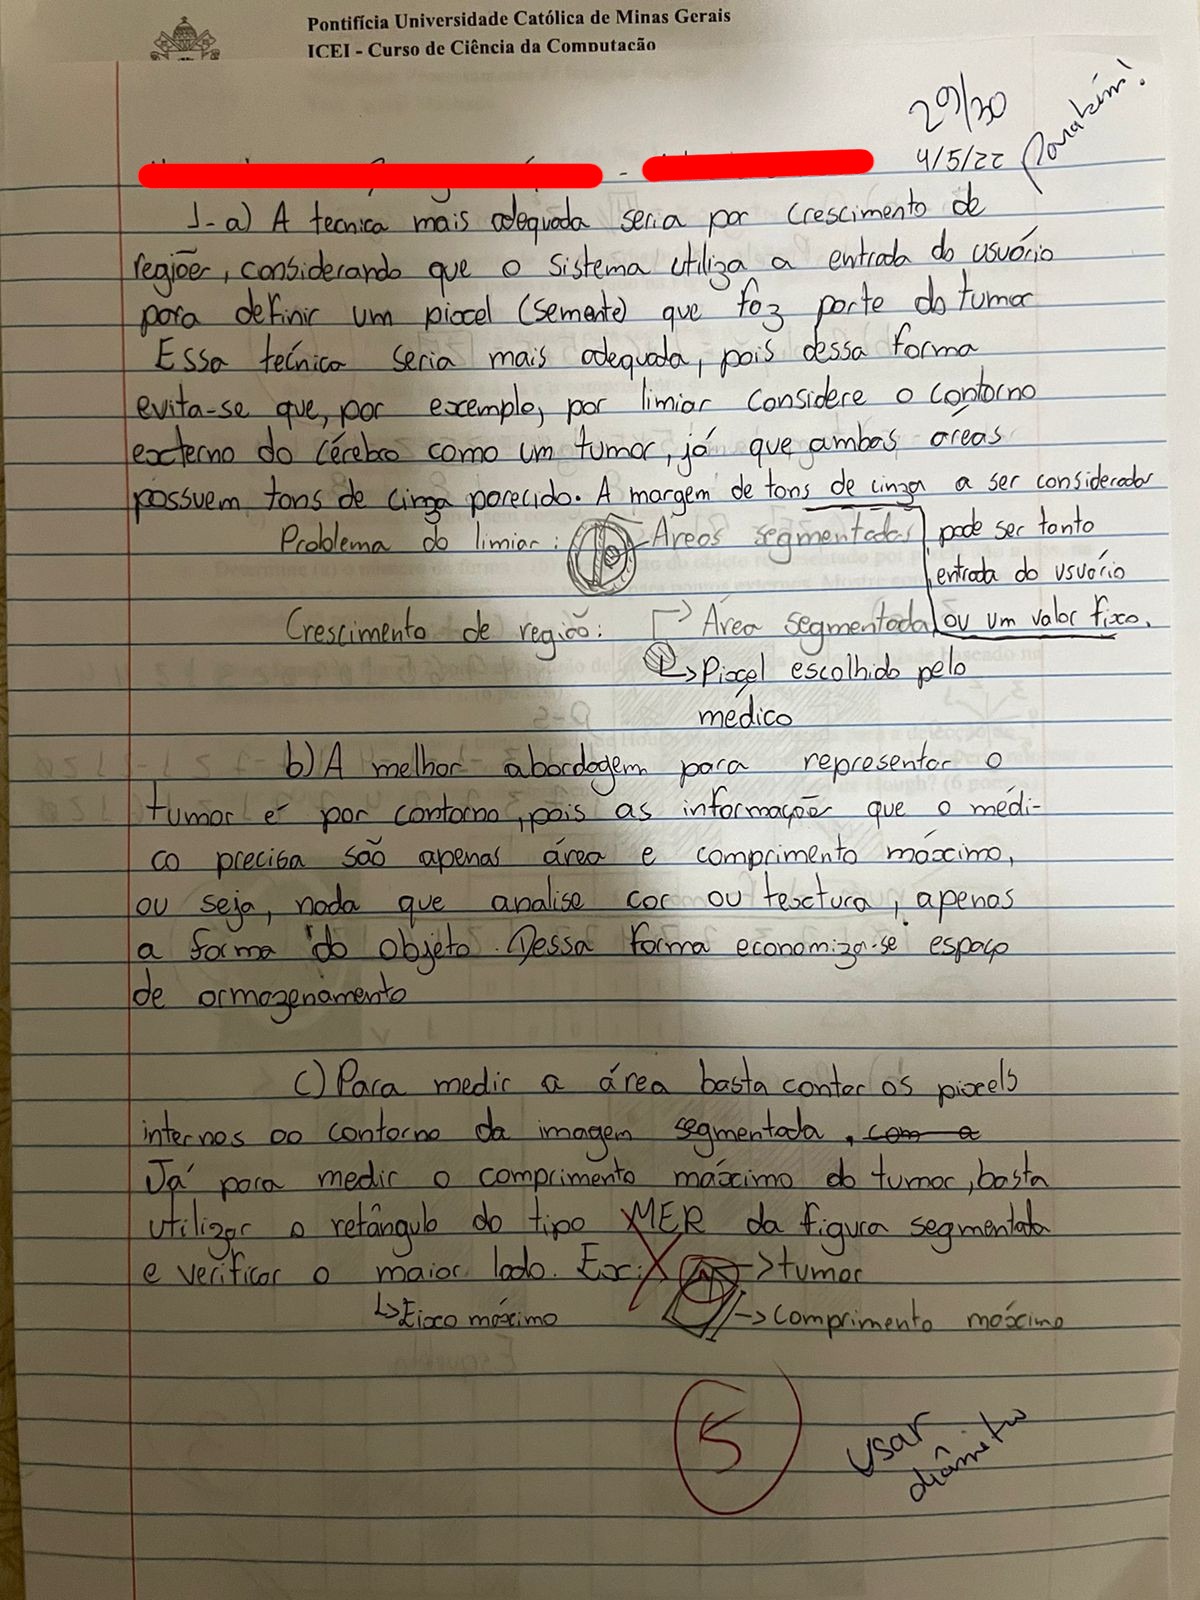 Pontifícia Universidade Católica de Minas Gerais
ICEI - Curso de Ciência da Computação
29/30
4/5/22
Parabéns!
1-a) A tecnica mais adequada seria por crescimento de
regiões, considerando que o sistema utiliza a entrada do usuário
para definir um pixel (semente) que faz parte do tumor
Essa técnica seria mais adequada, pois dessa forma
evita-se que, por exemplo, por limiar considere o contorno
externo do cérebro como um tumor, já que ambas areas
possuem tons de cinza parecido. A margem de tons de cinza a ser considerados
Problema do limiar: Áreas segmentadas pode ser tanto
entrada do usuário
Crescimento de região: Área segmentada ou um valor fixo.
Pixel escolhido pelo
médico
b) A melhor abordagem para representar o
tumor é por contorno, pois as informações que o médi-
co precisa são apenas área e comprimento máximo,
ou seja, nada que analise cor ou textura, apenas
a forma do objeto. Dessa forma economiza-se espaço
de armazenamento
c) Para medir a área basta contar os pixels
internos ao contorno da imagem segmentada, com a
Já para medir o comprimento máximo do tumor, basta
utilizar o retângulo do tipo MER da figura segmentada
e verificar o maior lado. Ex: tumor
Eixo máximo comprimento máximo
5
usar
diâmetro